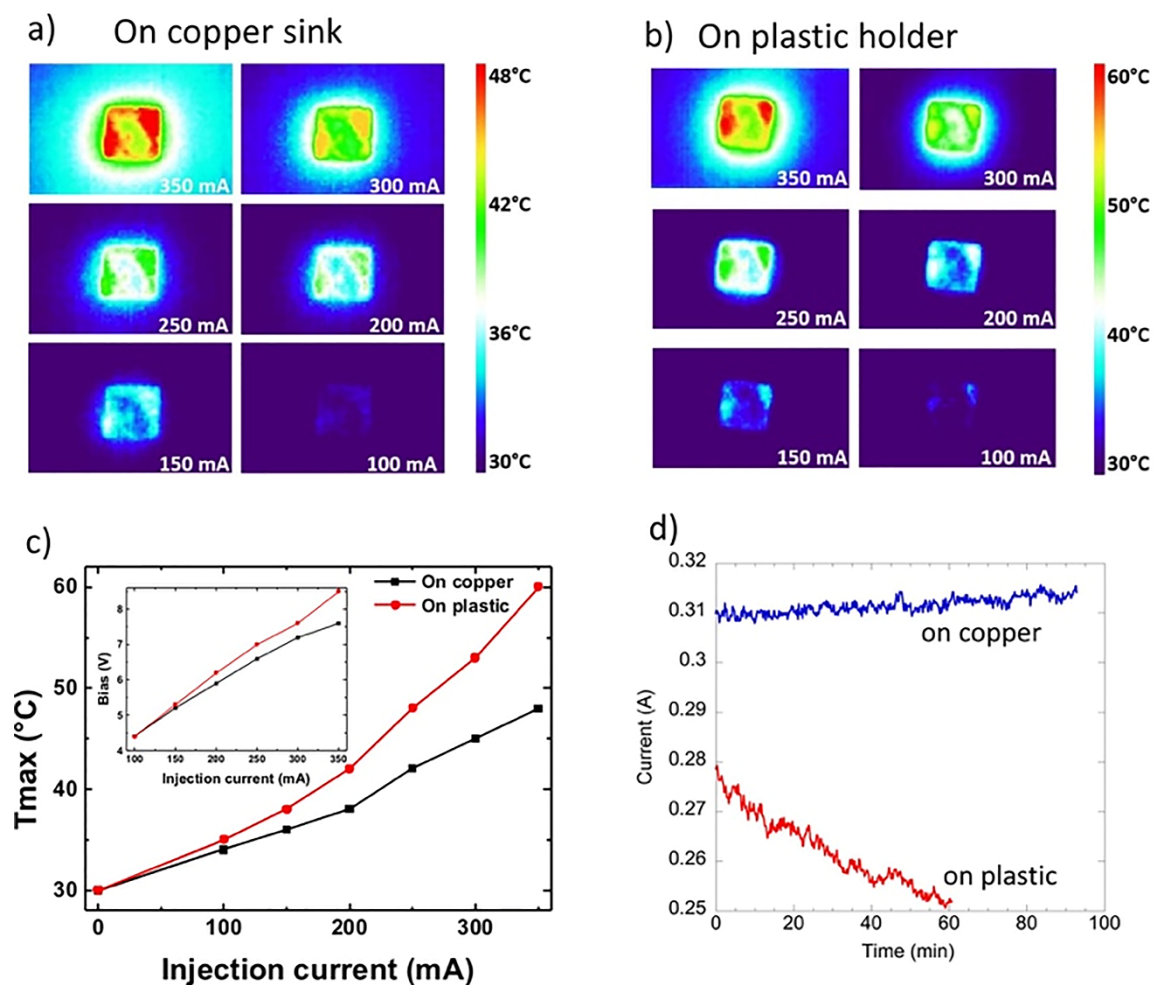 a) On copper sink
350 mA
300 mA
250 mA
200 mA
150 mA
100 mA
48°C
42°C
36°C
30°C
b) On plastic holder
350 mA
300 mA
250 mA
200 mA
150 mA
100 mA
60°C
50°C
40°C
30°C
c)
On copper
On plastic
Tmax (°C)
60
50
40
30
0
100
200
300
Injection current (mA)
Bias (V)
8
7
6
5
4
100 150 200 250 300 350
Injection current (mA)
d)
0.32
0.31
0.3
0.29
0.28
0.27
0.26
0.25
Current (A)
on copper
on plastic
0 20 40 60 80 100
Time (min)